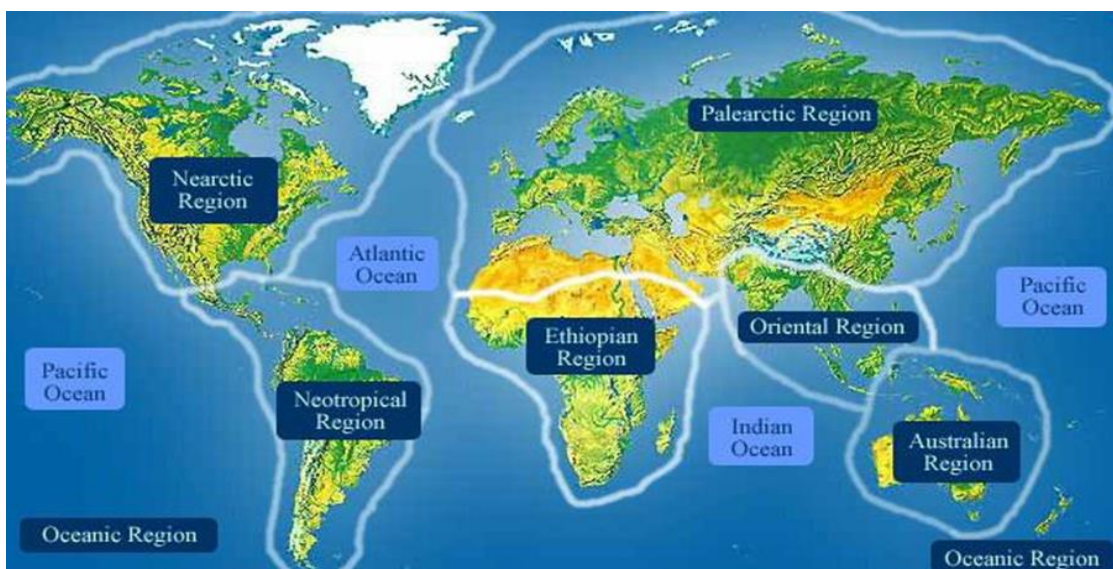 Palearctic Region
Nearctic
Region
Atlantic
Ocean
Pacific
Ocean
Ethiopian
Region
Oriental Region
Pacific
Ocean
Neotropical
Region
Indian
Ocean
Australian
Region
Oceanic Region
Oceanic Region